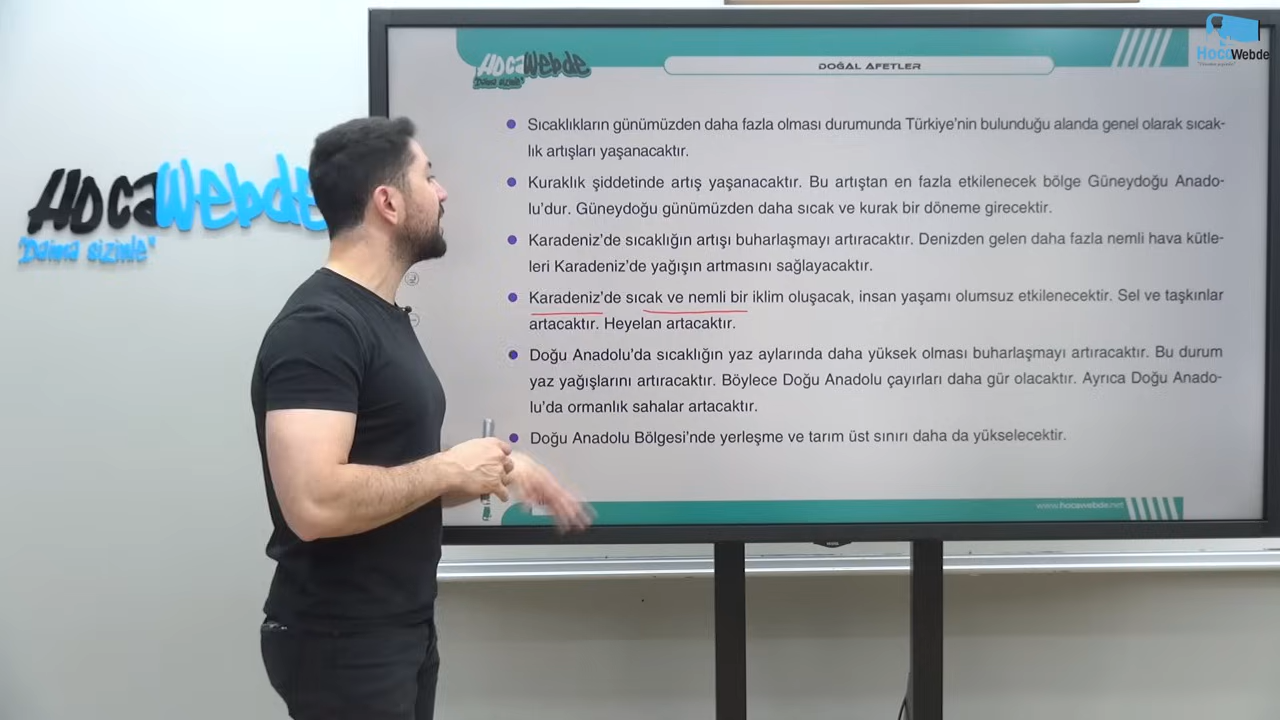 HocaWebde
"Daima sizinle"
HocaWebde
"Daima sizinle"
DOĞAL AFETLER
HocaWebde
Sıcaklıkların günümüzden daha fazla olması durumunda Türkiye'nin bulunduğu alanda genel olarak sıcak-
lık artışları yaşanacaktır.
Kuraklık şiddetinde artış yaşanacaktır. Bu artıştan en fazla etkilenecek bölge Güneydoğu Anado-
lu'dur. Güneydoğu günümüzden daha sıcak ve kurak bir döneme girecektir.
Karadeniz'de sıcaklığın artışı buharlaşmayı artıracaktır. Denizden gelen daha fazla nemli hava kütle-
leri Karadeniz'de yağışın artmasını sağlayacaktır.
Karadeniz'de sıcak ve nemli bir iklim oluşacak, insan yaşamı olumsuz etkilenecektir. Sel ve taşkınlar
artacaktır. Heyelan artacaktır.
Doğu Anadolu'da sıcaklığın yaz aylarında daha yüksek olması buharlaşmayı artıracaktır. Bu durum
yaz yağışlarını artıracaktır. Böylece Doğu Anadolu çayırları daha gür olacaktır. Ayrıca Doğu Anado-
lu'da ormanlık sahalar artacaktır.
Doğu Anadolu Bölgesi'nde yerleşme ve tarım üst sınırı daha da yükselecektir.
www.hocawebde.net